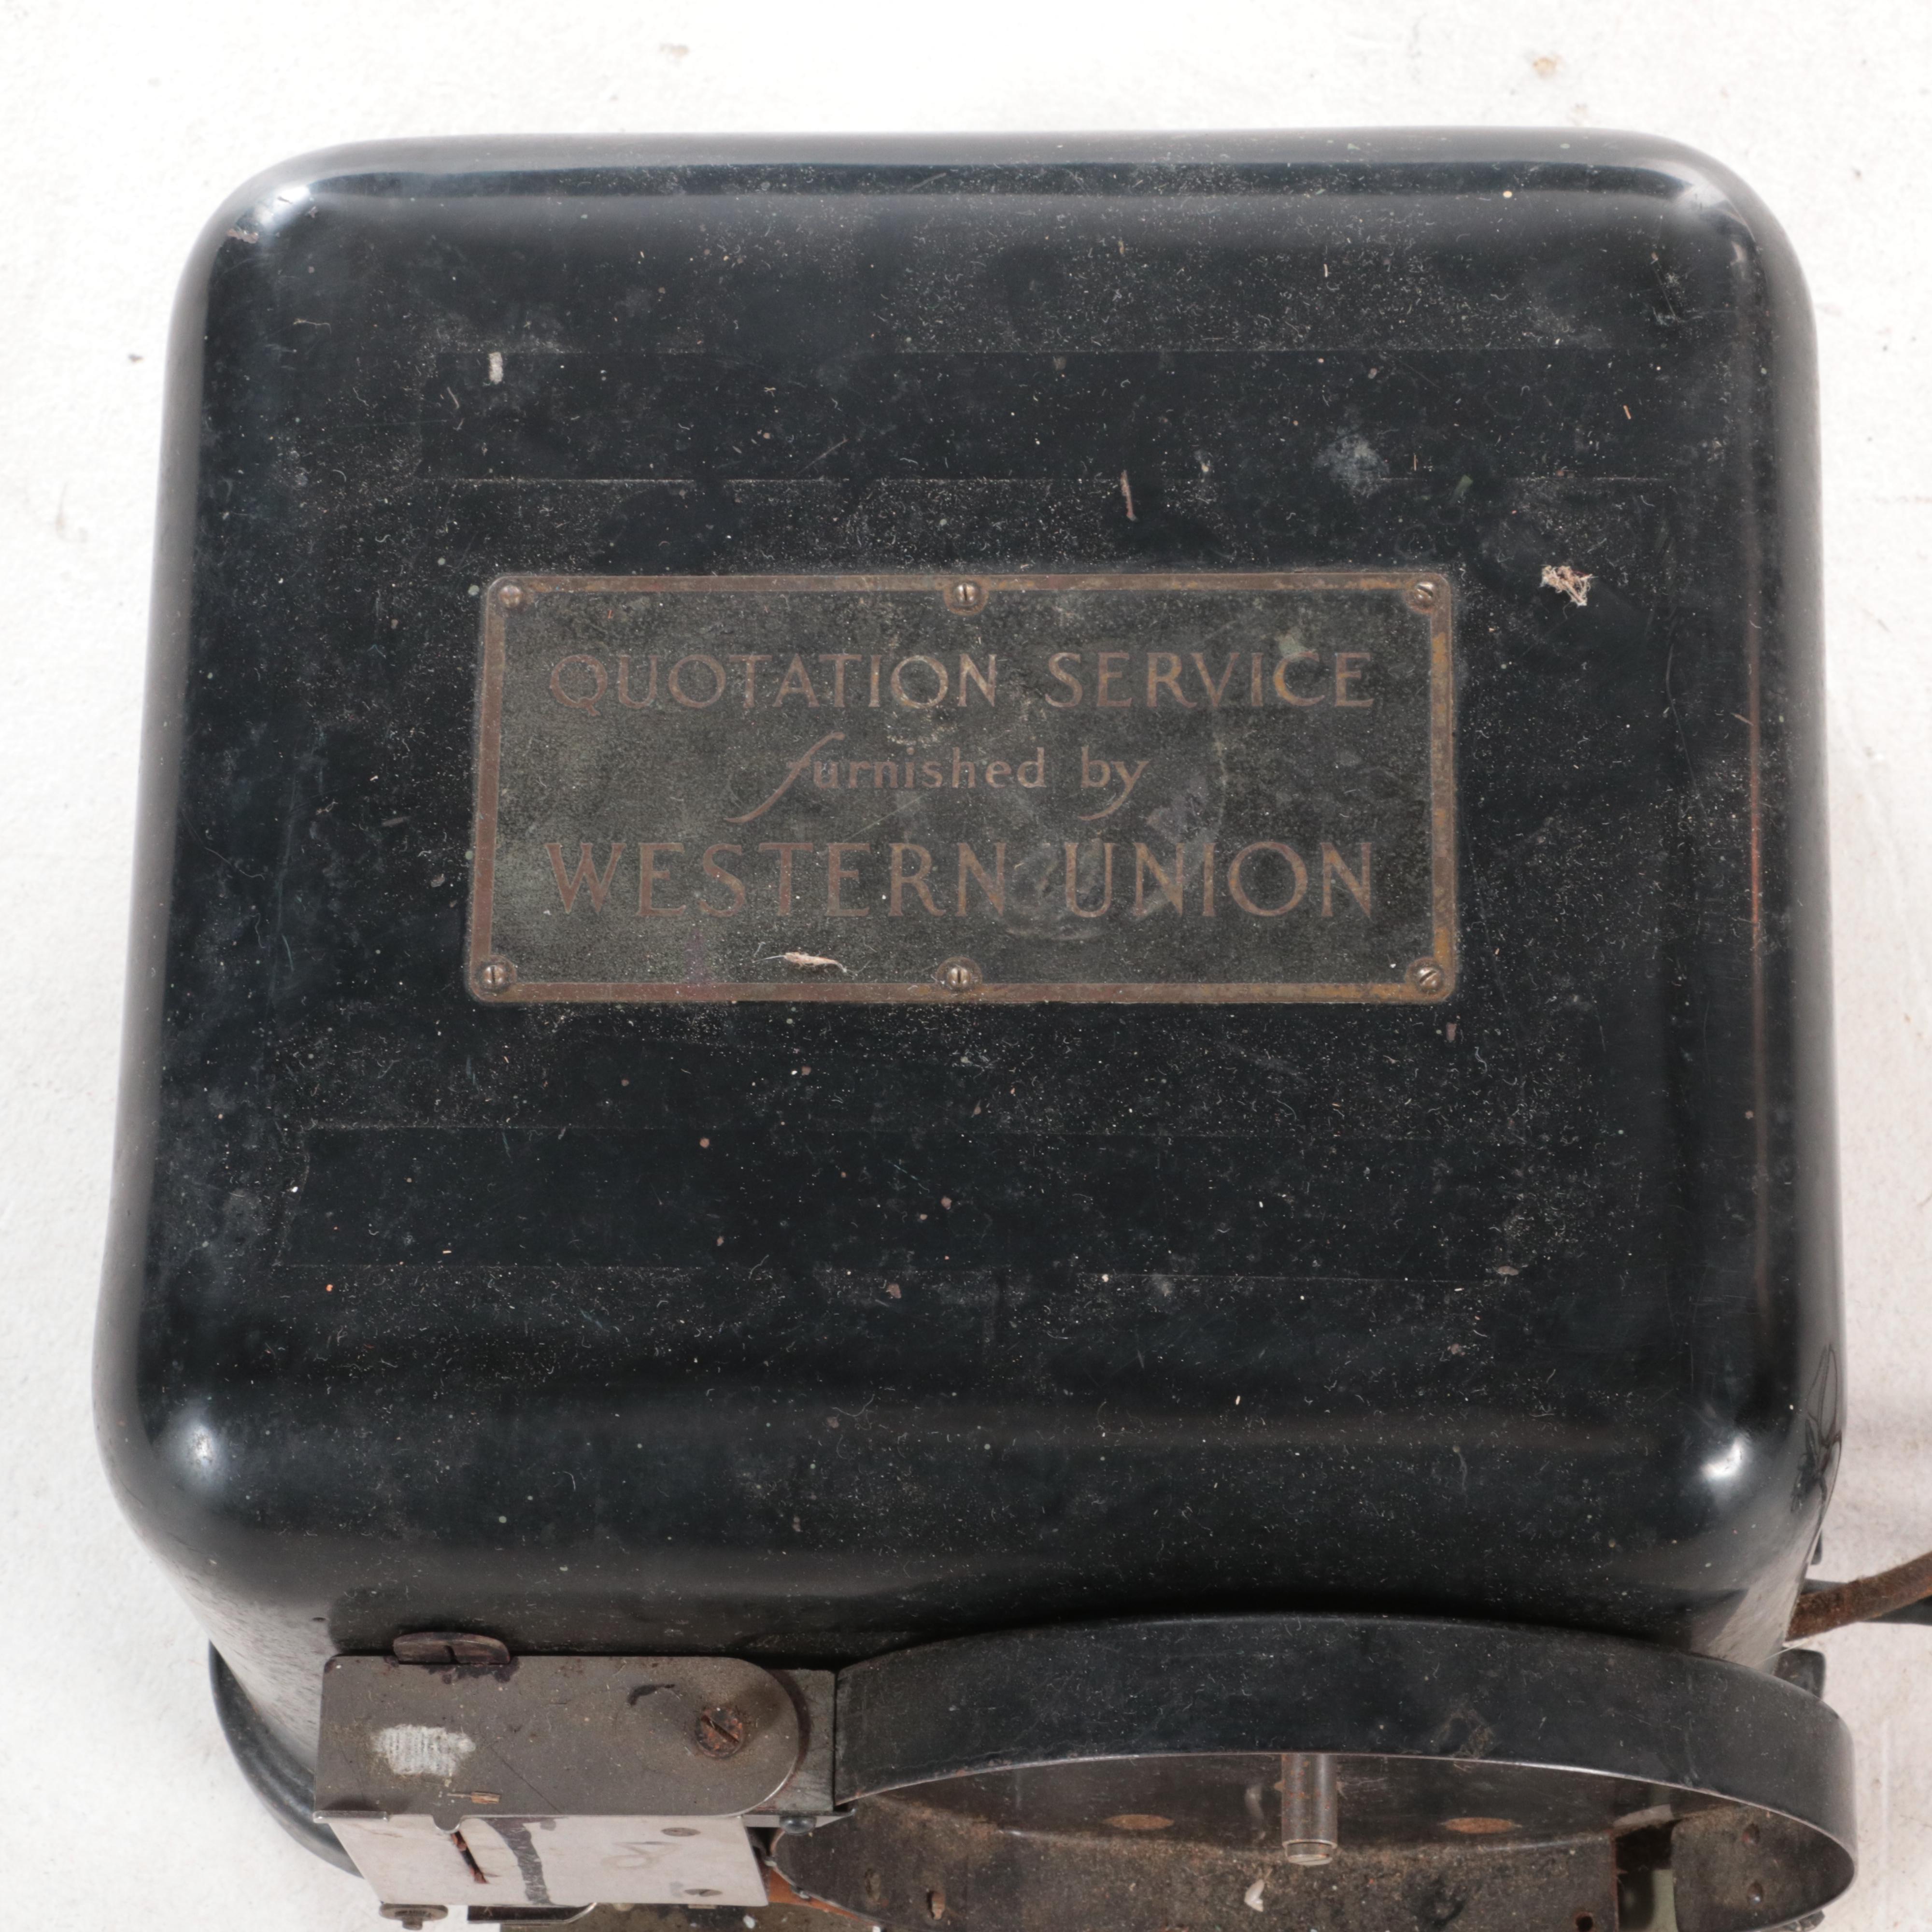 QUOTATION SERVICE
furnished by
WESTERN UNION